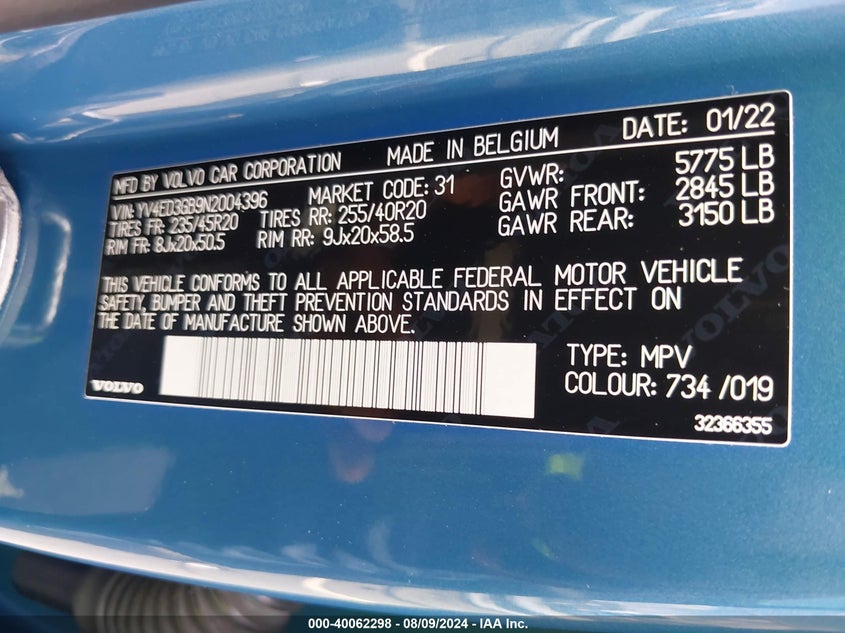 MFD BY VOLVO CAR CORPORATION MADE IN BELGIUM DATE: 01/22
VIN: YV4ED3GB9N2004396 MARKET CODE: 31 GVWR: 5775 LB
TIRES FR: 235/45R20 TIRES RR: 255/40R20 GAWR FRONT: 2845 LB
RIM FR: 8Jx20x50.5 RIM RR: 9Jx20x58.5 GAWR REAR: 3150 LB
THIS VEHICLE CONFORMS TO ALL APPLICABLE FEDERAL MOTOR VEHICLE
SAFETY, BUMPER AND THEFT PREVENTION STANDARDS IN EFFECT ON
THE DATE OF MANUFACTURE SHOWN ABOVE.
TYPE: MPV
VOLVO COLOUR: 734 /019
32366355
000-40062298 - 08/09/2024 - IAA Inc.